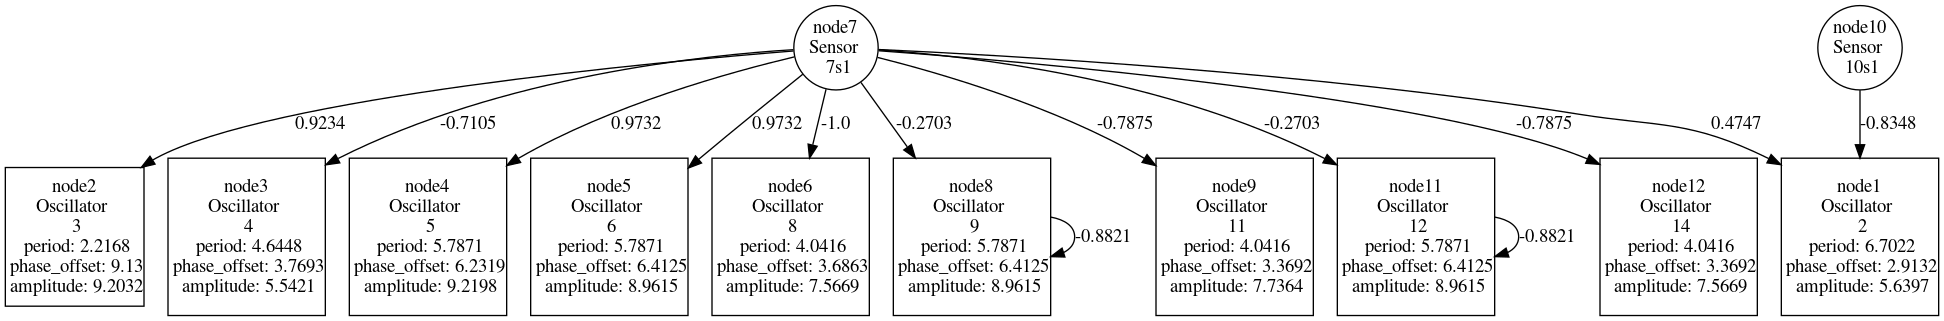 node7
Sensor
7s1
node10
Sensor
10s1
0.9234
-0.7105
0.9732
0.9732
-1.0
-0.2703
-0.7875
-0.2703
-0.7875
0.4747
-0.8348
node2
Oscillator
3
period: 2.2168
phase_offset: 9.13
amplitude: 9.2032
node3
Oscillator
4
period: 4.6448
phase_offset: 3.7693
amplitude: 5.5421
node4
Oscillator
5
period: 5.7871
phase_offset: 6.2319
amplitude: 9.2198
node5
Oscillator
6
period: 5.7871
phase_offset: 6.4125
amplitude: 8.9615
node6
Oscillator
8
period: 4.0416
phase_offset: 3.6863
amplitude: 7.5669
node8
Oscillator
9
period: 5.7871
phase_offset: 6.4125
amplitude: 8.9615
-0.8821
node9
Oscillator
11
period: 4.0416
phase_offset: 3.3692
amplitude: 7.7364
node11
Oscillator
12
period: 5.7871
phase_offset: 6.4125
amplitude: 8.9615
-0.8821
node12
Oscillator
14
period: 4.0416
phase_offset: 3.3692
amplitude: 7.5669
node1
Oscillator
2
period: 6.7022
phase_offset: 2.9132
amplitude: 5.6397